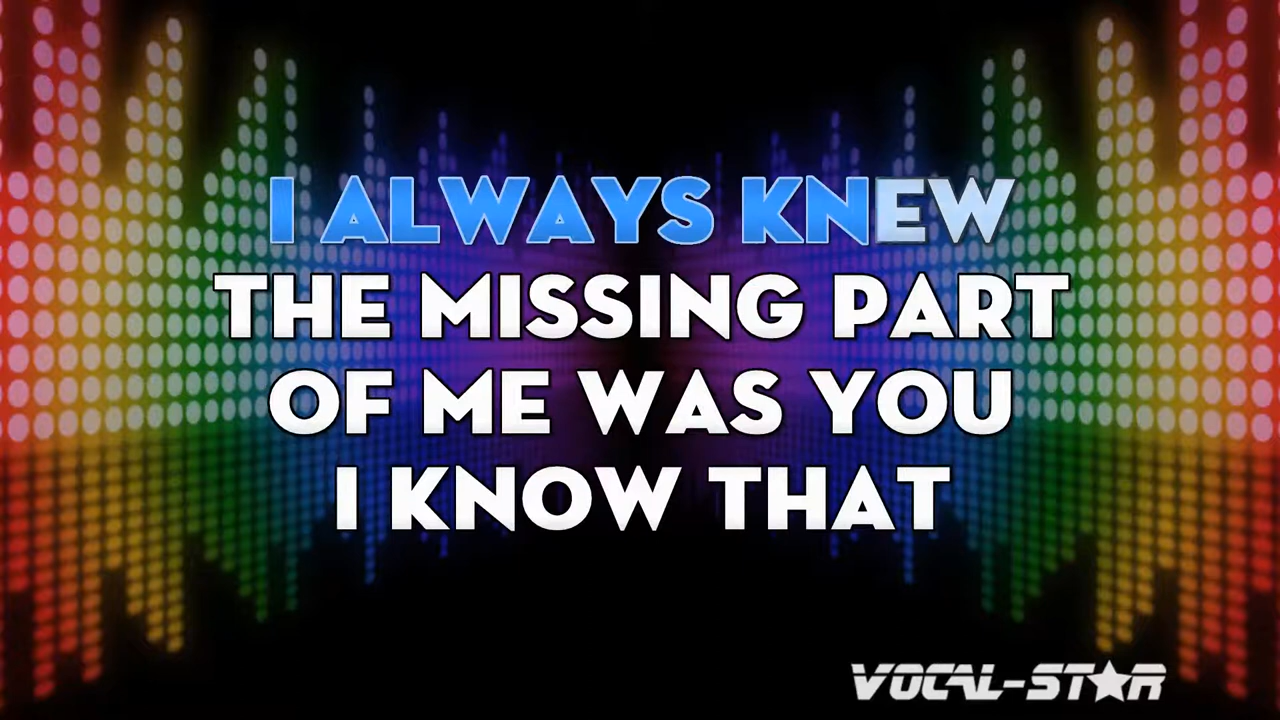 I ALWAYS KNEW
THE MISSING PART
OF ME WAS YOU
I KNOW THAT
VOCAL-STAR